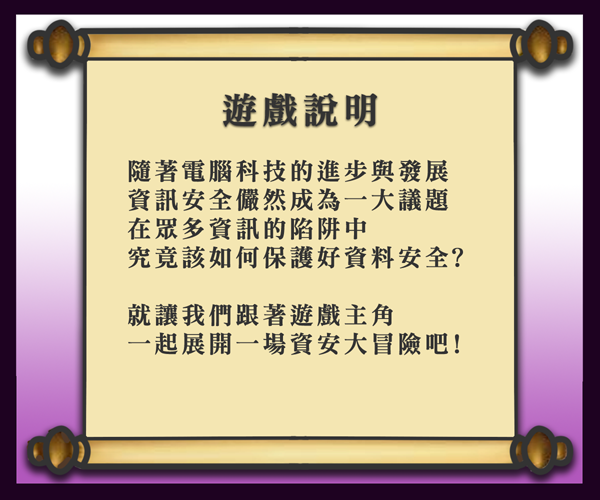 遊戲說明
隨著電腦科技的進步與發展
資訊安全儼然成為一大議題
在眾多資訊的陷阱中
究竟該如何保護好資料安全？
就讓我們跟著遊戲主角
一起展開一場資安大冒險吧！